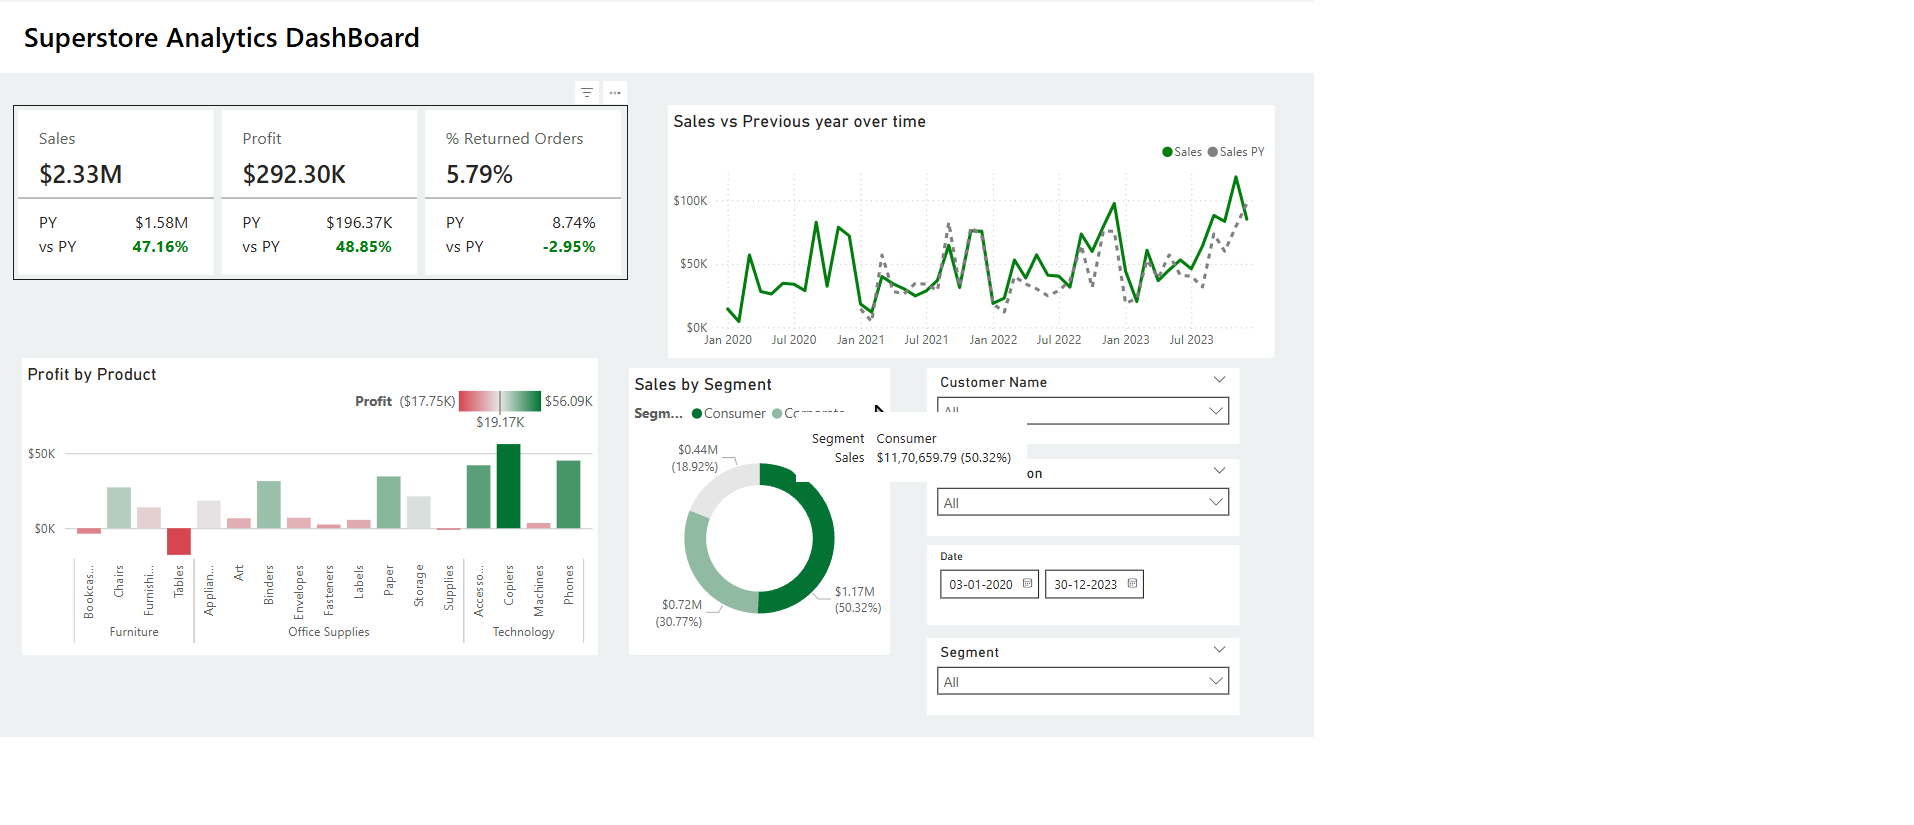 Superstore Analytics DashBoard
Sales
$2.33M
PY $1.58M
vs PY 47.16%
Profit
$292.30K
PY $196.37K
vs PY 48.85%
% Returned Orders
5.79%
PY 8.74%
vs PY -2.95%
Sales vs Previous year over time
Sales Sales PY
$100K
$50K
$0K
Jan 2020 Jul 2020 Jan 2021 Jul 2021 Jan 2022 Jul 2022 Jan 2023 Jul 2023
Profit by Product
Profit ($17.75K) $56.09K
$19.17K
$50K
$0K
Bookcas... Chairs Furnishi... Tables Applian... Art Binders Envelopes Fasteners Labels Paper Storage Supplies Accesso... Copiers Machines Phones
Furniture Office Supplies Technology
Sales by Segment
Segm... Consumer
Segment Consumer
Sales $11,70,659.79 (50.32%)
$0.44M
(18.92%)
$0.72M
(30.77%)
$1.17M
(50.32%)
Customer Name
on
All
Date
03-01-2020 30-12-2023
Segment
All